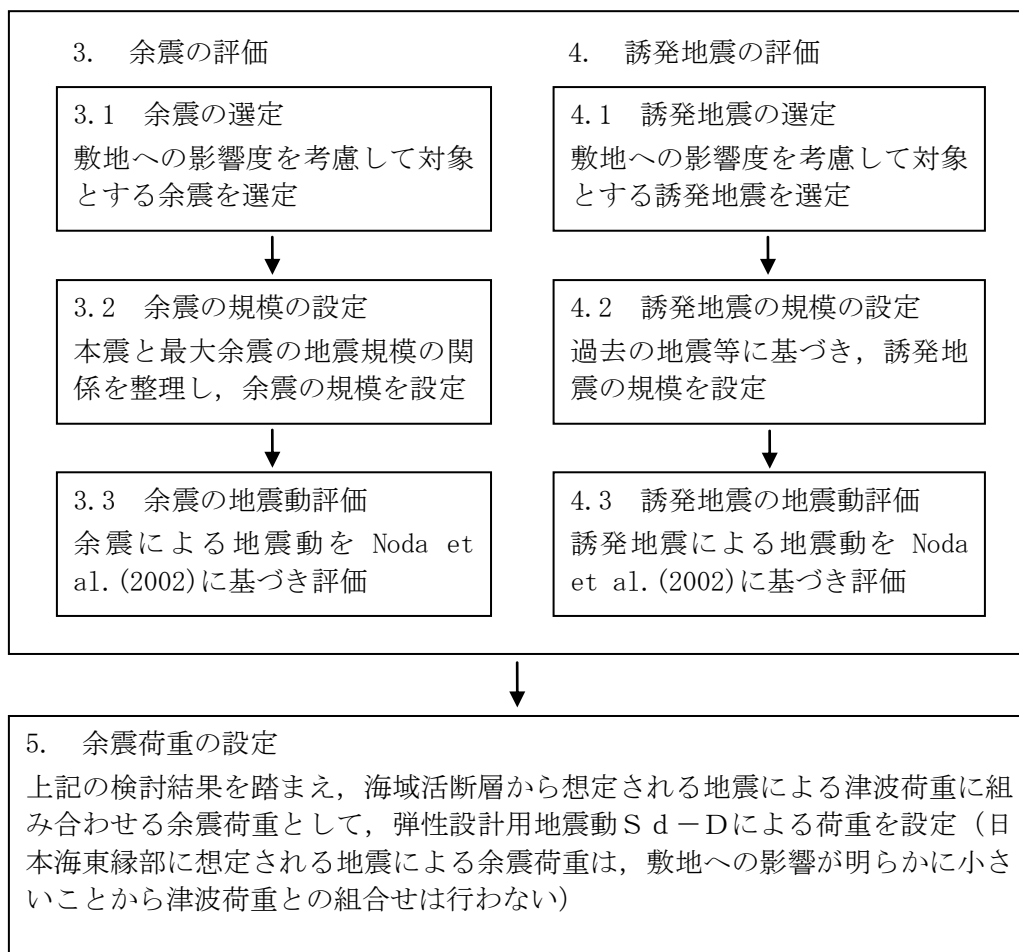 3.　余震の評価
3.1　余震の選定
敷地への影響度を考慮して対象
とする余震を選定
3.2　余震の規模の設定
本震と最大余震の地震規模の関
係を整理し，余震の規模を設定
3.3　余震の地震動評価
余震による地震動を Noda et
al.(2002)に基づき評価
4.　誘発地震の評価
4.1　誘発地震の選定
敷地への影響度を考慮して対象
とする誘発地震を選定
4.2　誘発地震の規模の設定
過去の地震等に基づき，誘発地
震の規模を設定
4.3　誘発地震の地震動評価
誘発地震による地震動を Noda
et al.(2002)に基づき評価
5.　余震荷重の設定
上記の検討結果を踏まえ，海域活断層から想定される地震による津波荷重に組
み合わせる余震荷重として，弾性設計用地震動Ｓｄ－Ｄによる荷重を設定（日
本海東縁部に想定される地震による余震荷重は，敷地への影響が明らかに小さ
いことから津波荷重との組合せは行わない）